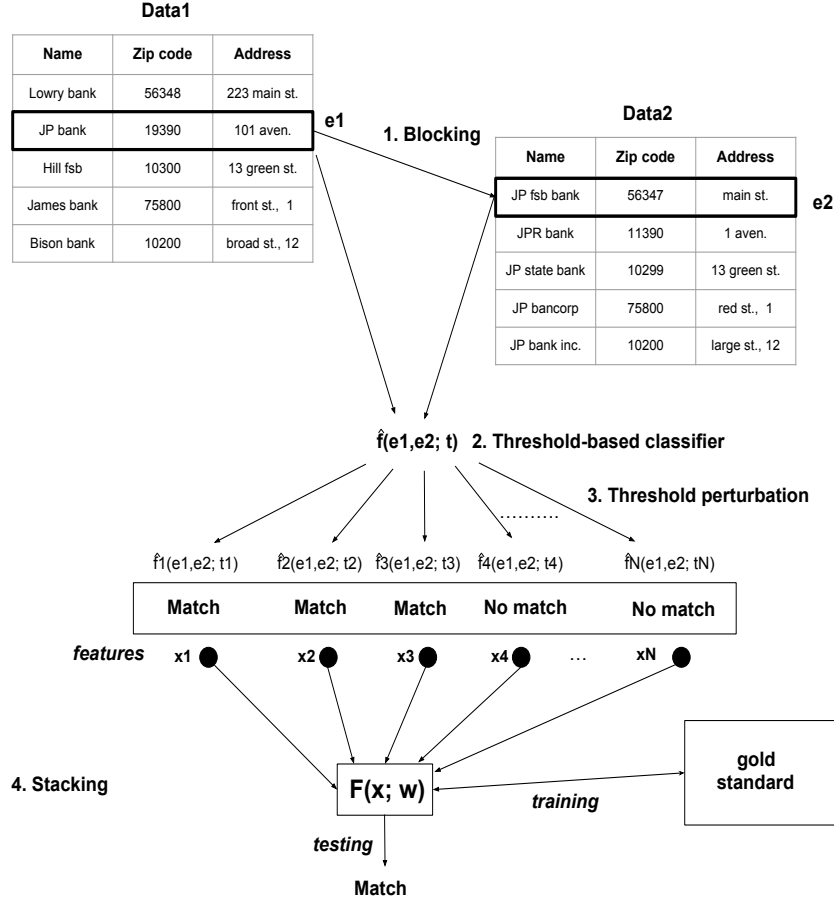 Data1
Name Zip code Address
Lowry bank 56348 223 main st.
JP bank 19390 101 aven.
Hill fsb 10300 13 green st.
James bank 75800 front st., 1
Bison bank 10200 broad st., 12
e1
1. Blocking
Data2
Name Zip code Address
JP fsb bank 56347 main st.
JPR bank 11390 1 aven.
JP state bank 10299 13 green st.
JP bancorp 75800 red st., 1
JP bank inc. 10200 large st., 12
e2
f̂(e1,e2; t) 2. Threshold-based classifier
3. Threshold perturbation
..........
f̂1(e1,e2; t1) f̂2(e1,e2; t2) f̂3(e1,e2; t3) f̂4(e1,e2; t4) f̂N(e1,e2; tN)
Match Match Match No match No match
features x1 x2 x3 x4 ... xN
4. Stacking
F(x; w)
training
gold
standard
testing
Match